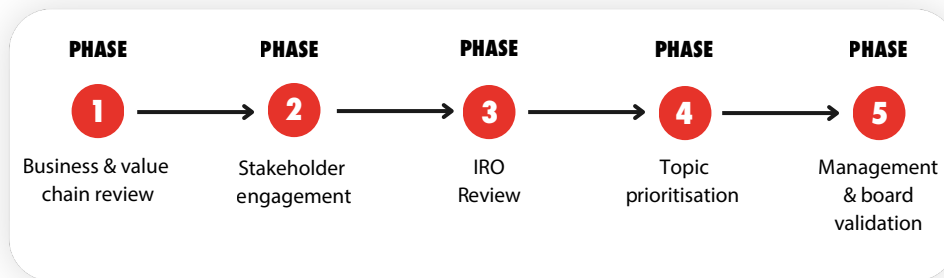 PHASE
1
Business & value
chain review
PHASE
2
Stakeholder
engagement
PHASE
3
IRO
Review
PHASE
4
Topic
prioritisation
PHASE
5
Management
& board
validation